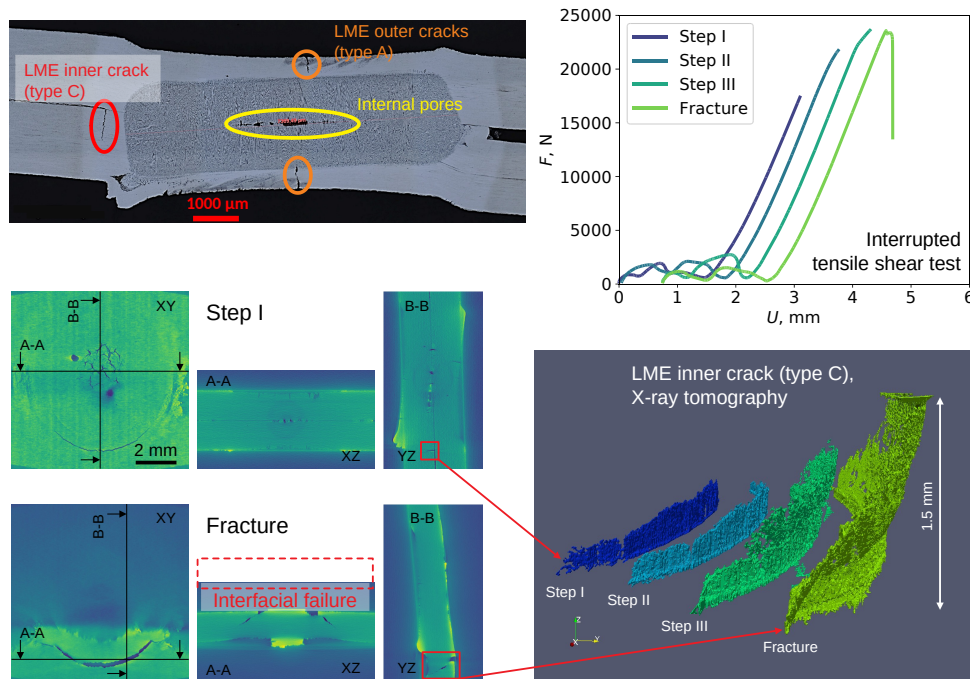 LME outer cracks
(type A)
LME inner crack
(type C)
Internal pores
1000 µm
25000
20000
15000
10000
5000
0
F, N
Step I
Step II
Step III
Fracture
Interrupted
tensile shear test
0 1 2 3 4 5 6
U, mm
B-B
XY
A-A
2 mm
Step I
A-A
XZ
B-B
YZ
B-B
XY
A-A
Fracture
Interfacial failure
A-A
XZ
B-B
YZ
LME inner crack (type C),
X-ray tomography
1.5 mm
Step I
Step II
Step III
Fracture
Z
X
Y